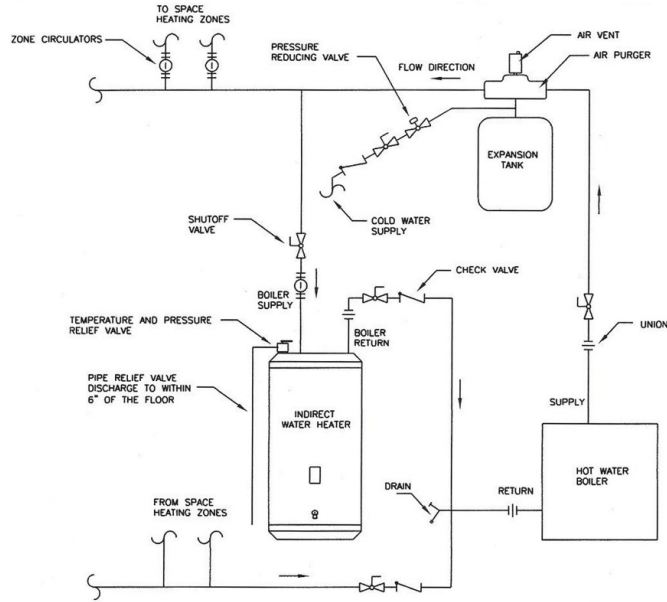 TO SPACE
HEATING ZONES
ZONE CIRCULATORS
PRESSURE
REDUCING VALVE
FLOW DIRECTION
AIR VENT
AIR PURGER
EXPANSION
TANK
COLD WATER
SUPPLY
SHUTOFF
VALVE
BOILER
SUPPLY
CHECK VALVE
TEMPERATURE AND PRESSURE
RELIEF VALVE
BOILER
RETURN
UNION
PIPE RELIEF VALVE
DISCHARGE TO WITHIN
6" OF THE FLOOR
INDIRECT
WATER HEATER
SUPPLY
HOT WATER
BOILER
DRAIN
RETURN
FROM SPACE
HEATING ZONES